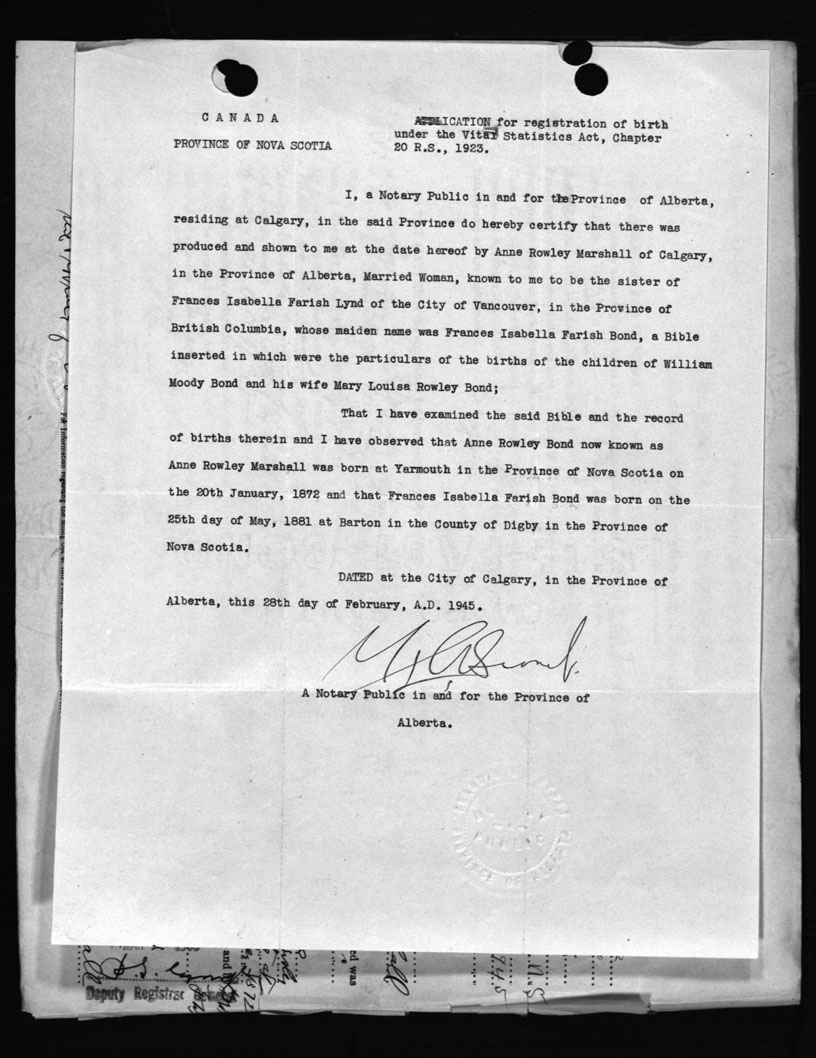 CANADA
PROVINCE OF NOVA SCOTIA
APPLICATION for registration of birth
under the Vital Statistics Act, Chapter
20 R.S., 1923.
I, a Notary Public in and for the Province of Alberta,
residing at Calgary, in the said Province do hereby certify that there was
produced and shown to me at the date hereof by Anne Rowley Marshall of Calgary,
in the Province of Alberta, Married Woman, known to me to be the sister of
Frances Isabella Farish Lynd of the City of Vancouver, in the Province of
British Columbia, whose maiden name was Frances Isabella Farish Bond, a Bible
inserted in which were the particulars of the births of the children of William
Moody Bond and his wife Mary Louisa Rowley Bond;
That I have examined the said Bible and the record
of births therein and I have observed that Anne Rowley Bond now known as
Anne Rowley Marshall was born at Yarmouth in the Province of Nova Scotia on
the 20th January, 1872 and that Frances Isabella Farish Bond was born on the
25th day of May, 1881 at Barton in the County of Digby in the Province of
Nova Scotia.
DATED at the City of Calgary, in the Province of
Alberta, this 28th day of February, A.D. 1945.
A Notary Public in and for the Province of
Alberta.
PUBLIC
PROVINCE OF ALBERTA
Deputy Registrar
and
ed was
N.S.